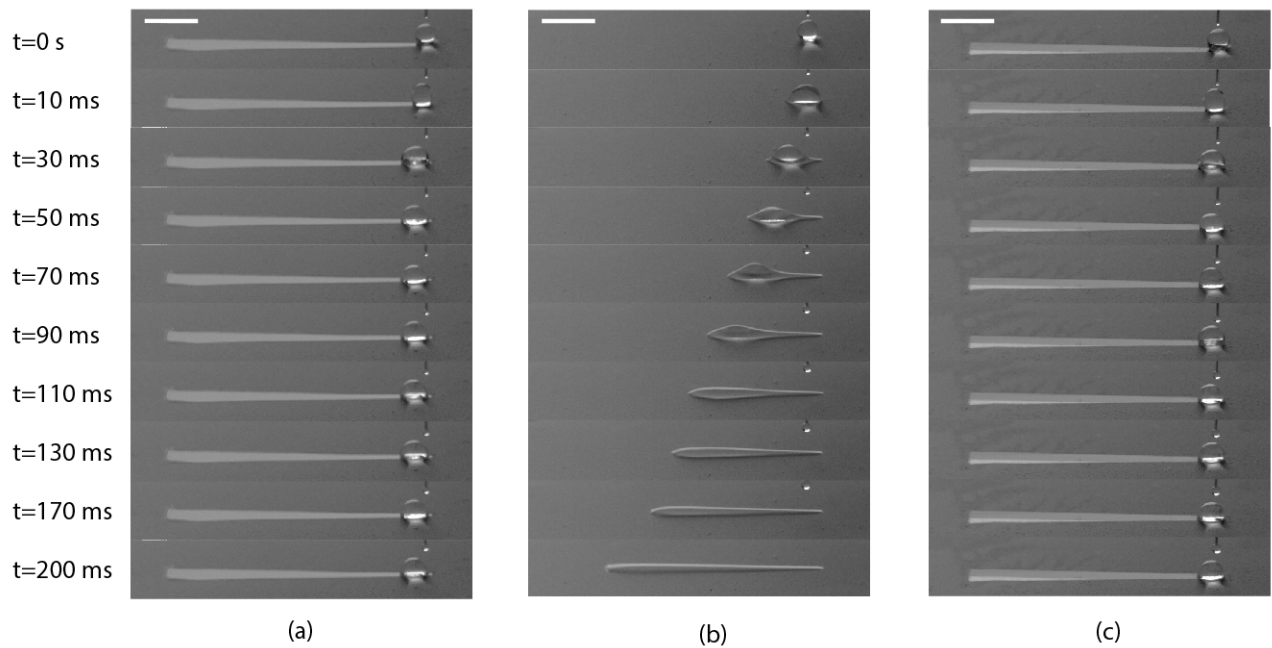 t=0 s
t=10 ms
t=30 ms
t=50 ms
t=70 ms
t=90 ms
t=110 ms
t=130 ms
t=170 ms
t=200 ms
(a)
(b)
(c)